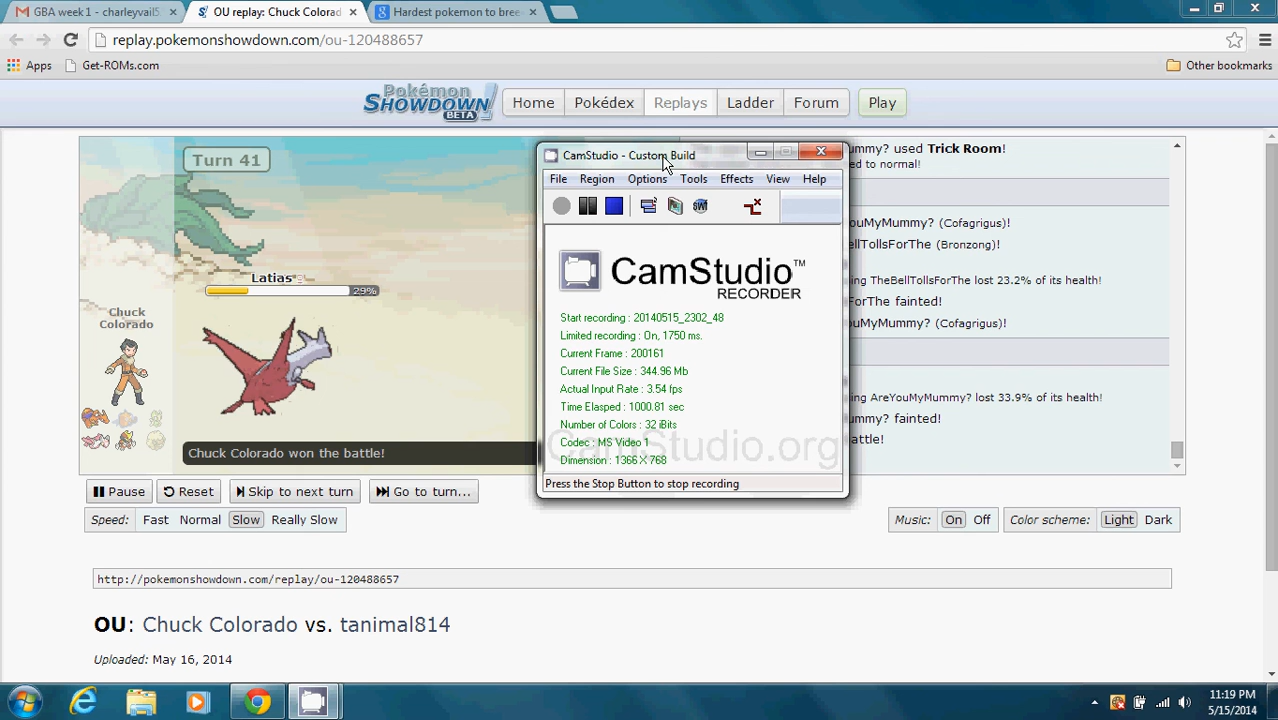 GBA week 1 - charleyvail5
OU replay: Chuck Colorad
Hardest pokemon to bree
replay.pokemonshowdown.com/ou-120488657
Apps
Get-ROMs.com
Other bookmarks
Pokémon
SHOWDOWN!
BETA
Home
Pokédex
Replays
Ladder
Forum
Play
Turn 41
Latias
29%
Chuck
Colorado
Chuck Colorado won the battle!
CamStudio - Custom Build
File Region Options Tools Effects View Help
CamStudio™
RECORDER
Start recording : 20140515_2302_48
Limited recording : On, 1750 ms.
Current Frame : 200161
Current File Size : 344.96 Mb
Actual Input Rate : 3.54 fps
Time Elasped : 1000.81 sec
Number of Colors : 32 Bits
Codec : MS Video 1
Dimension : 1366 X 768
CamStudio.org
Press the Stop Button to stop recording
ummy? used Trick Room!
ed to normal!
ouMyMummy? (Cofagrigus)!
ellTollsForThe (Bronzong)!
ing TheBellTollsForThe lost 23.2% of its health!
ForThe fainted!
ouMyMummy? (Cofagrigus)!
ing AreYouMyMummy? lost 33.9% of its health!
ummy? fainted!
attle!
Pause
Reset
Skip to next turn
Go to turn...
Speed: Fast Normal Slow Really Slow
Music: On Off
Color scheme: Light Dark
http://pokemonshowdown.com/replay/ou-120488657
OU: Chuck Colorado vs. tanimal814
Uploaded: May 16, 2014
11:19 PM
5/15/2014